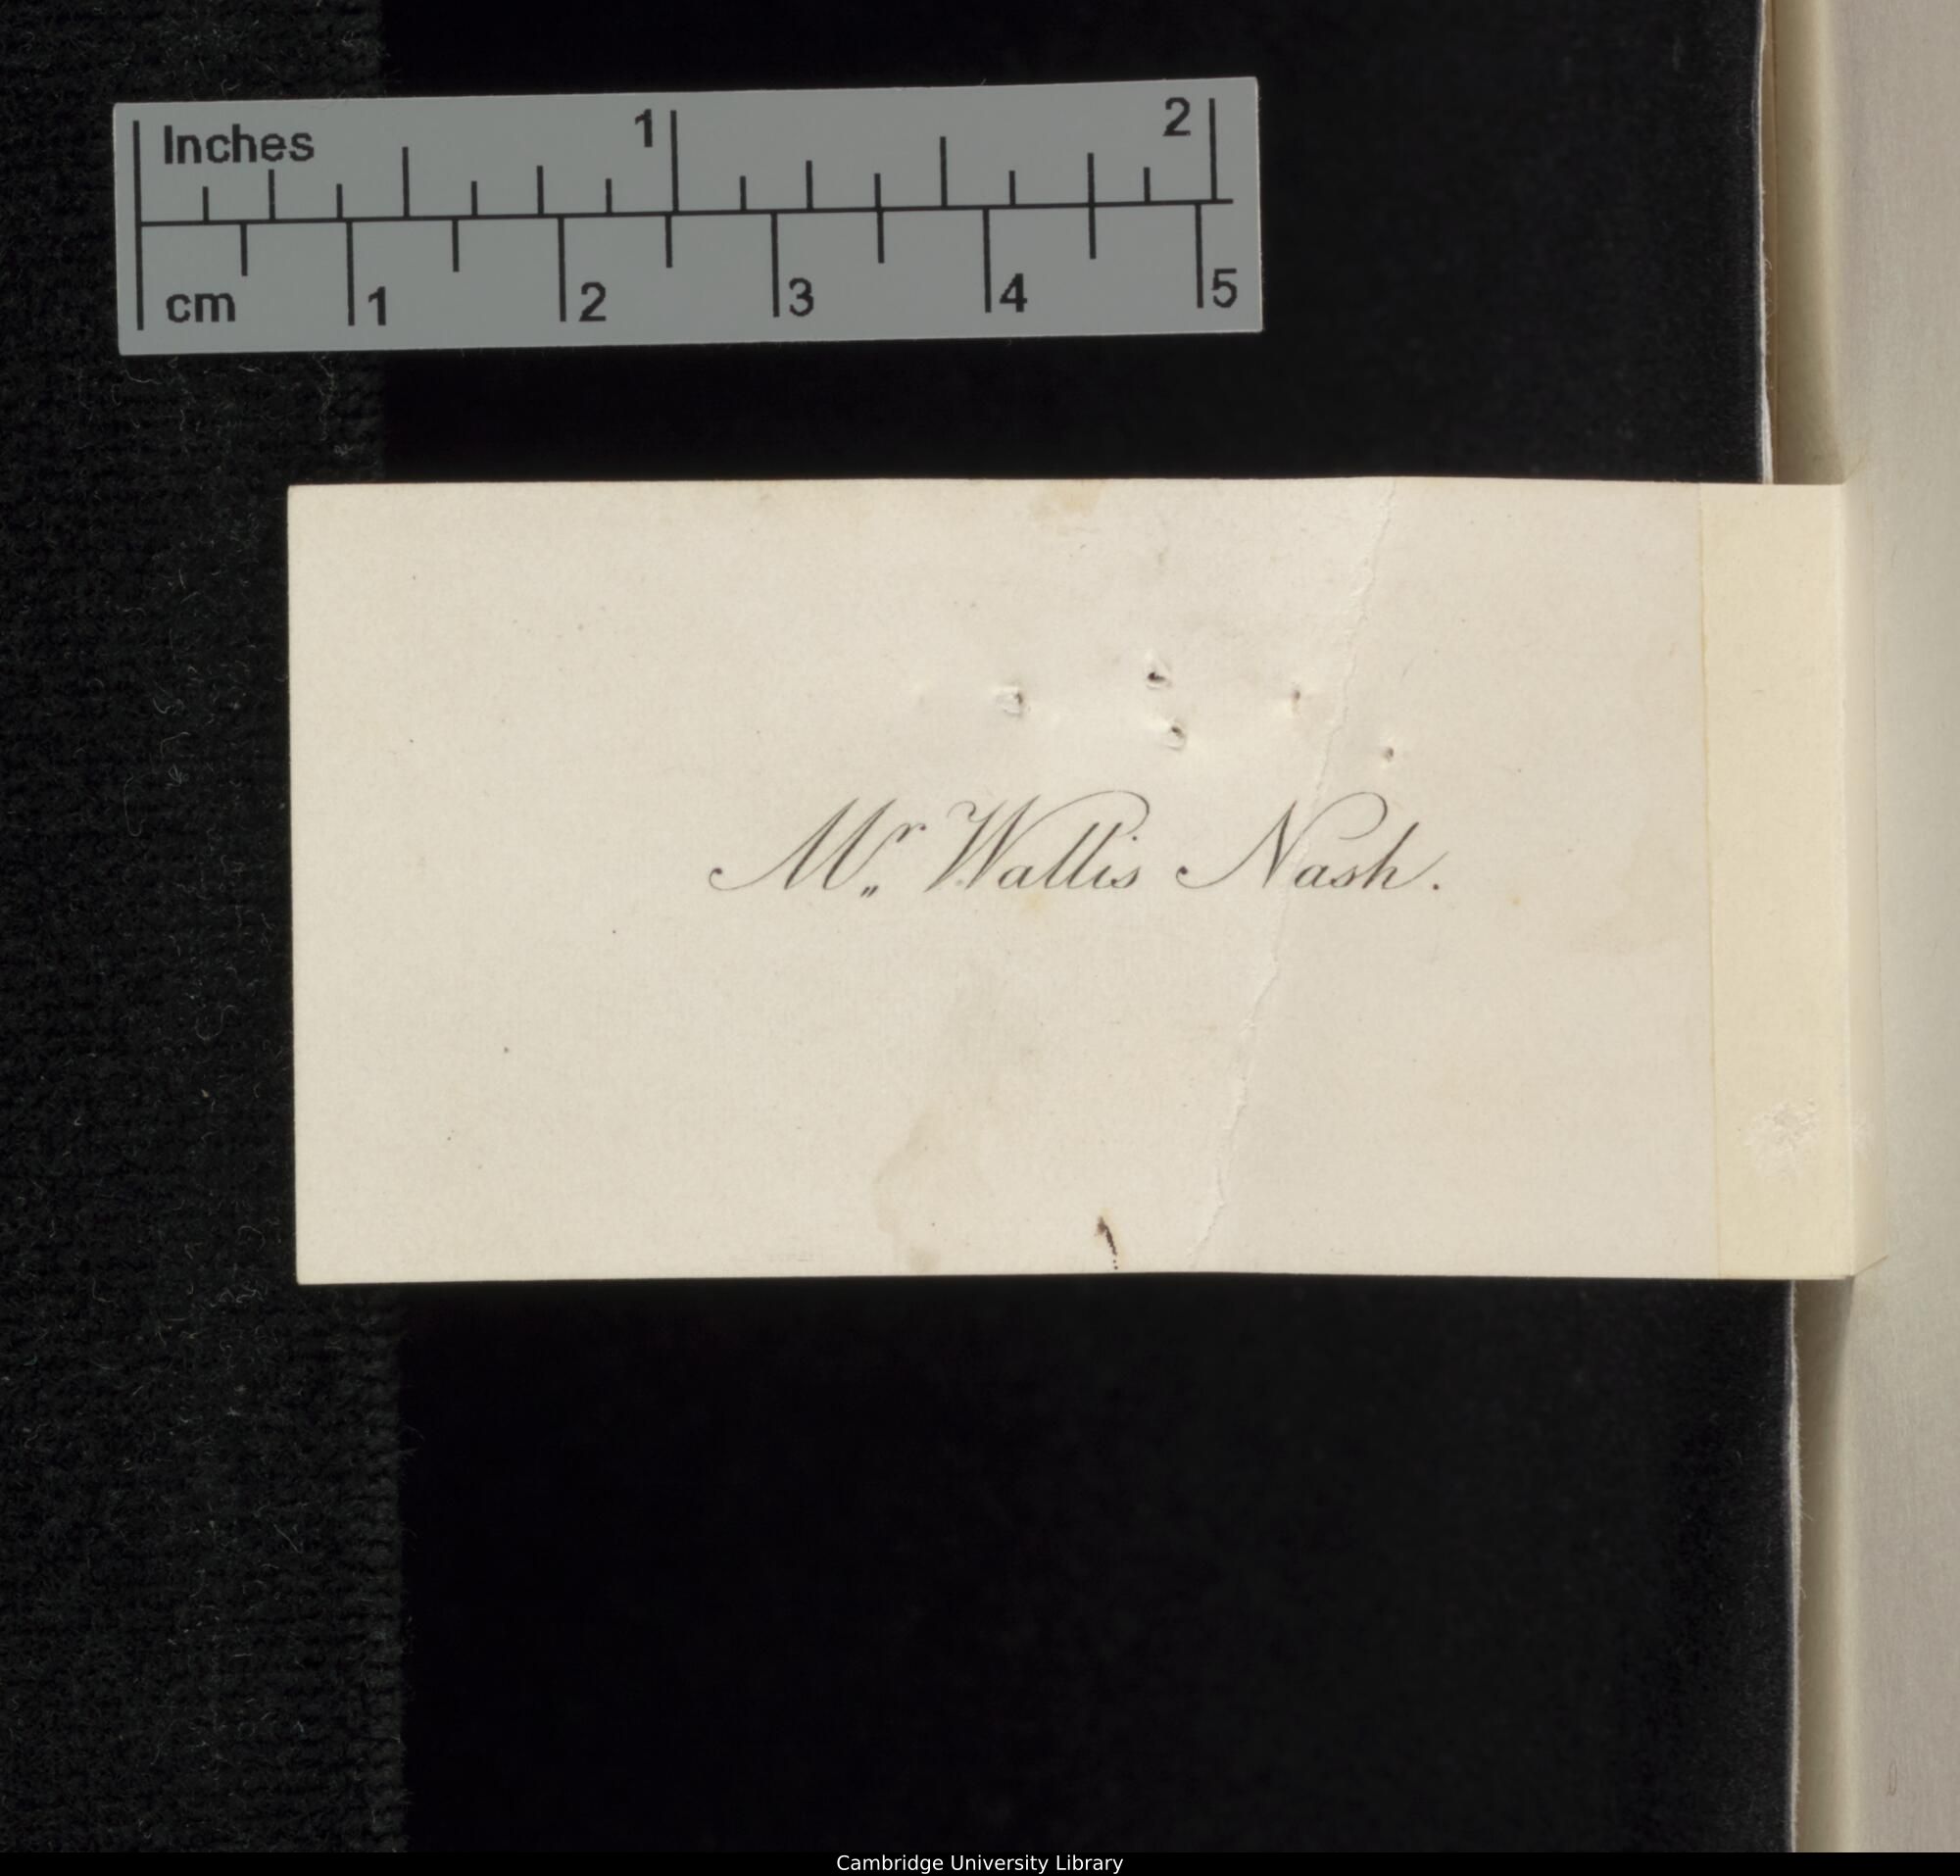 Inches 1 2
cm 1 2 3 4 5
Mr. Wallis Nash.
Cambridge University Library